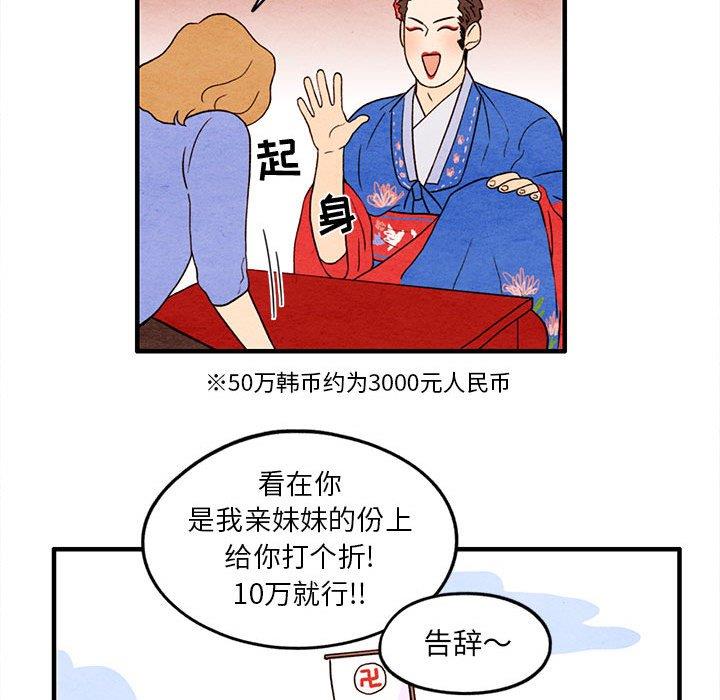 起
身
※50万韩币约为3000元人民币
看在你
是我亲妹妹的份上
给你打个折!
10万就行!!
告辞～
卍